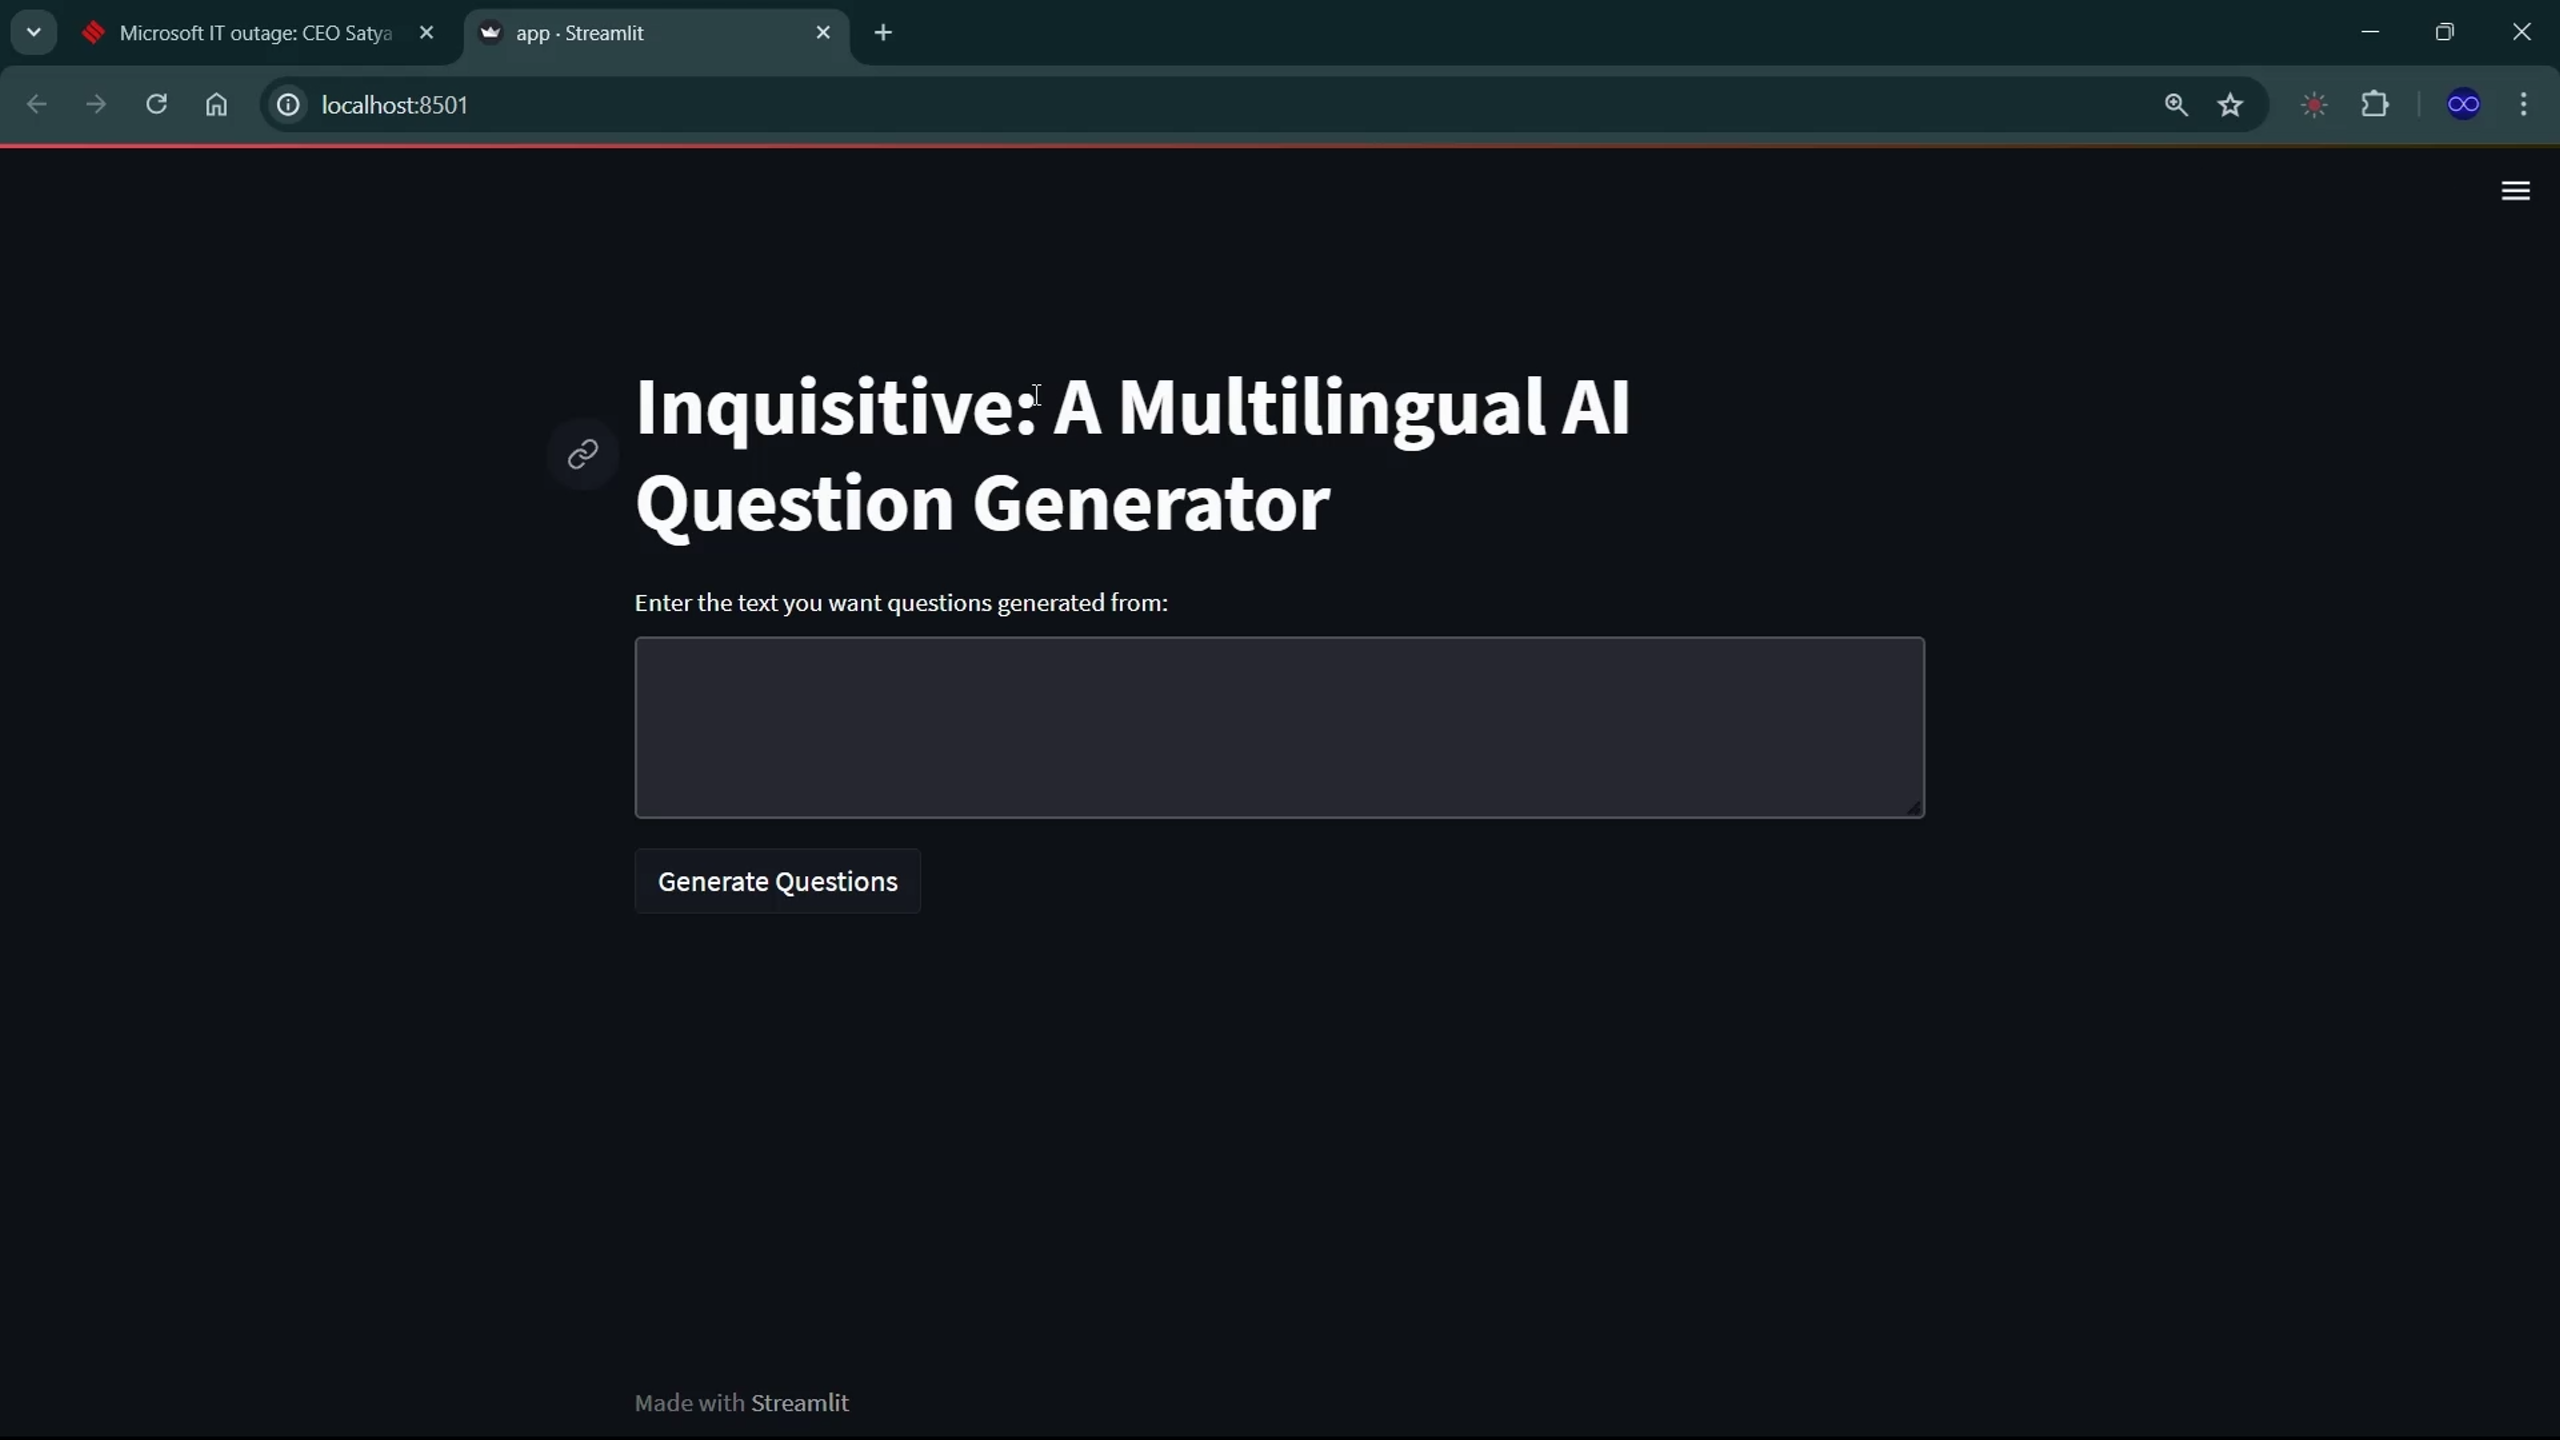 Microsoft IT outage: CEO Satya
app · Streamlit
localhost:8501
Inquisitive: A Multilingual AI
Question Generator
Enter the text you want questions generated from:
Generate Questions
Made with Streamlit